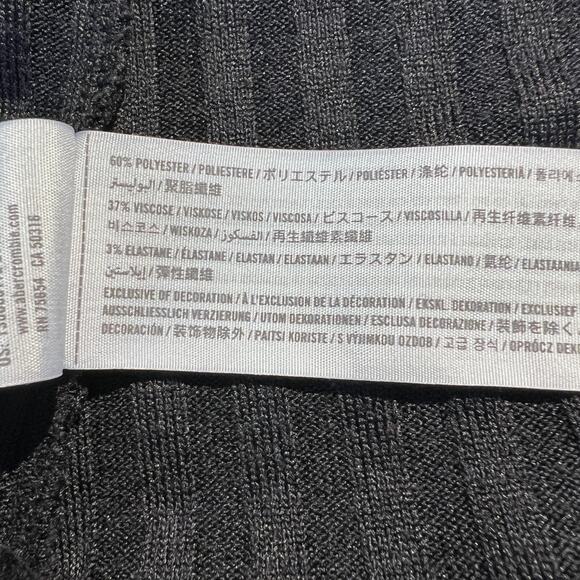 60% POLYESTER / POLIESTERE / ポリエステル / POLIÉSTER / 涤纶 / POLYESTERIÄ / 폴리에스
البوليستر / 聚脂纖維
37% VISCOSE / VISKOSE / VISKOS / VISCOSA / ビスコース / VISCOSILLA / 再生纤维素纤维
비스코스 / WISKOZA / الفسكوز / 再生纖維素纖維
3% ELASTANE / ÉLASTANE / ELASTAN / ELASTAAN / エラスタン / ELASTANO / 氨纶 / ELASTAANIA
إيلاستين / 彈性纖維
EXCLUSIVE OF DECORATION / À L'EXCLUSION DE LA DÉCORATION / EKSKL. DEKORATION / EXCLUSIEF
AUSSCHLIESSLICH VERZIERUNG / UTOM DEKORATIONEN / ESCLUSA DECORAZIONE / 装飾を除く
DECORACIÓN / 装饰物除外 / PAITSI KORISTE / S VYJIMKOU OZDOB / 고급 장식 / OPRÓCZ DEKO
www.abercrombie.com
RN 75654 CA 50316